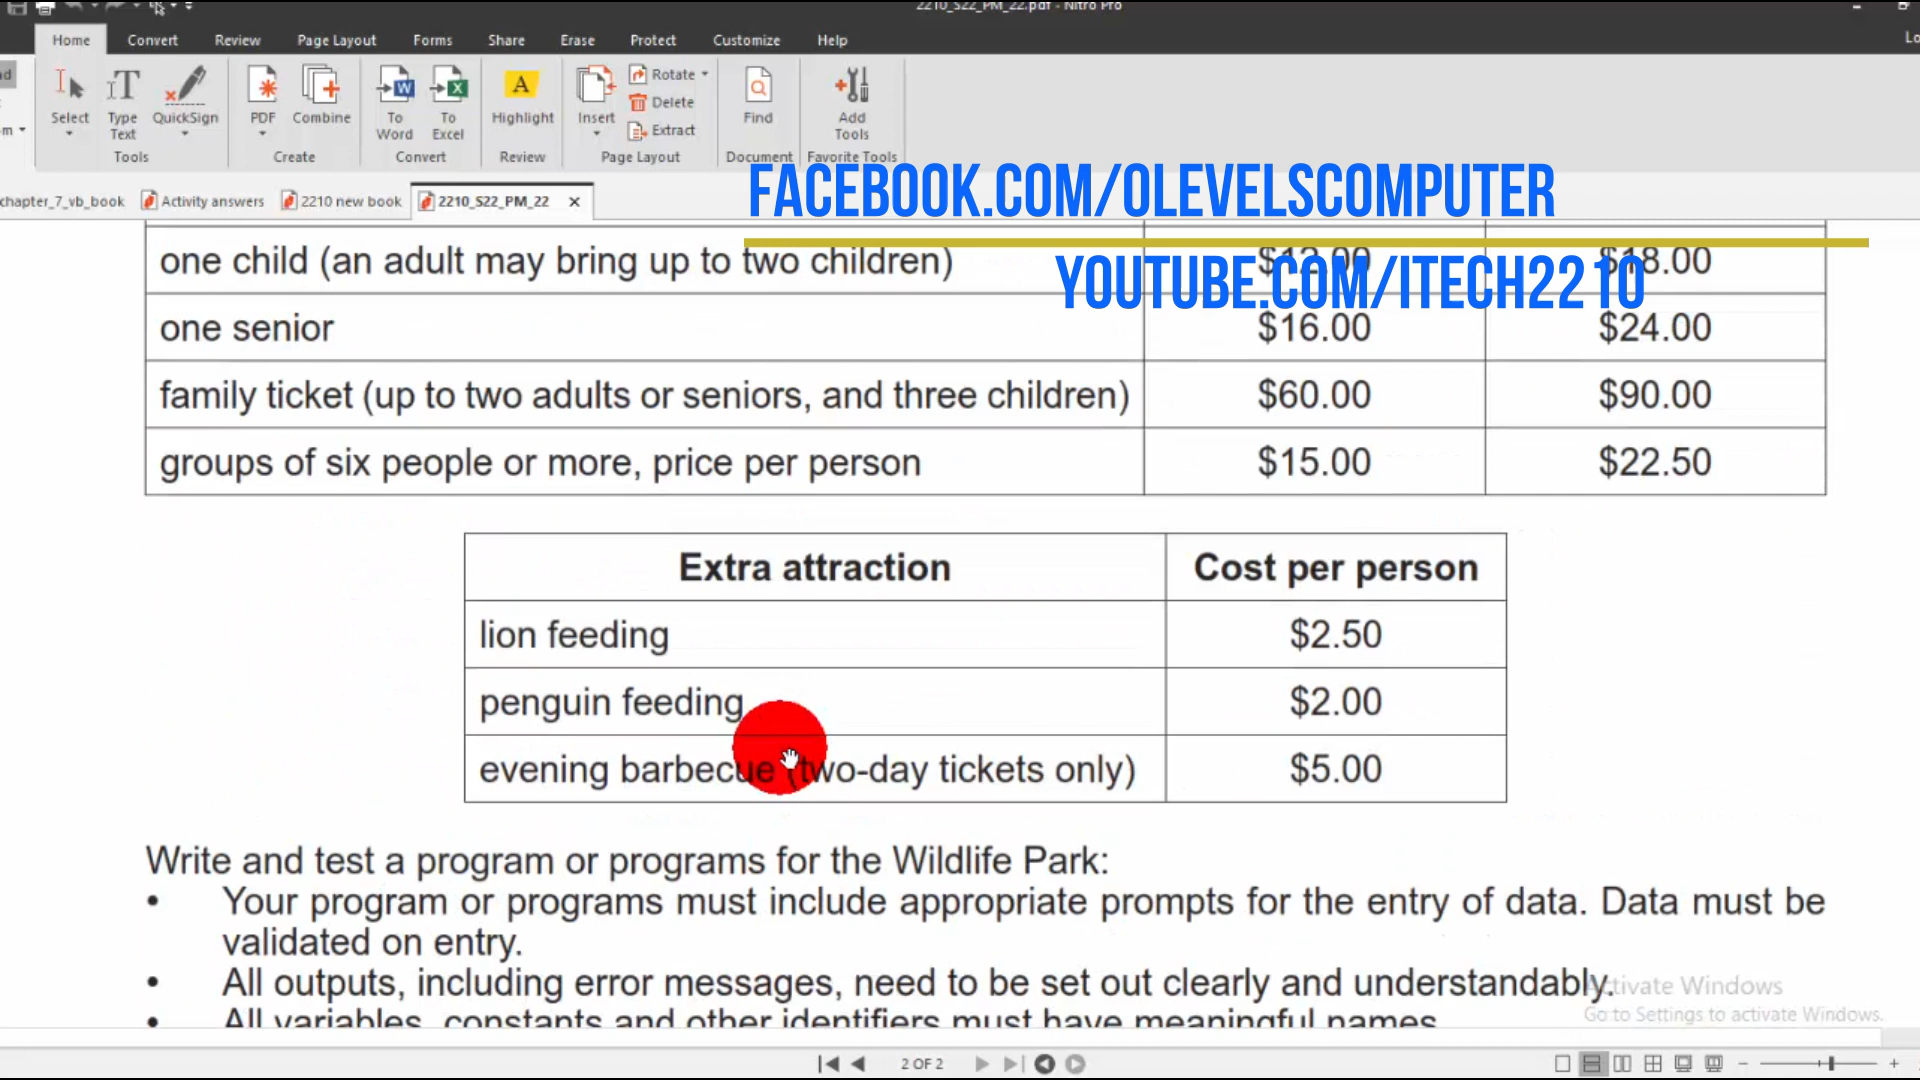 2210_S22_PM_22.pdf - Nitro Pro
Home Convert Review Page Layout Forms Share Erase Protect Customize Help
Select Type Text QuickSign PDF Combine To Word To Excel Highlight Insert Rotate Delete Extract Find Add Tools
Tools Create Convert Review Page Layout Document Favorite Tools
FACEBOOK.COM/OLEVELSCOMPUTER
chapter_7_vb_book Activity answers 2210 new book 2210_S22_PM_22
YOUTUBE.COM/ITECH2210
one child (an adult may bring up to two children) $12.00 $18.00
one senior $16.00 $24.00
family ticket (up to two adults or seniors, and three children) $60.00 $90.00
groups of six people or more, price per person $15.00 $22.50
Extra attraction Cost per person
lion feeding $2.50
penguin feeding $2.00
evening barbecue (two-day tickets only) $5.00
Write and test a program or programs for the Wildlife Park:
• Your program or programs must include appropriate prompts for the entry of data. Data must be
validated on entry.
• All outputs, including error messages, need to be set out clearly and understandably.
• All variables, constants and other identifiers must have meaningful names.
Activate Windows
Go to Settings to activate Windows.
2 OF 2